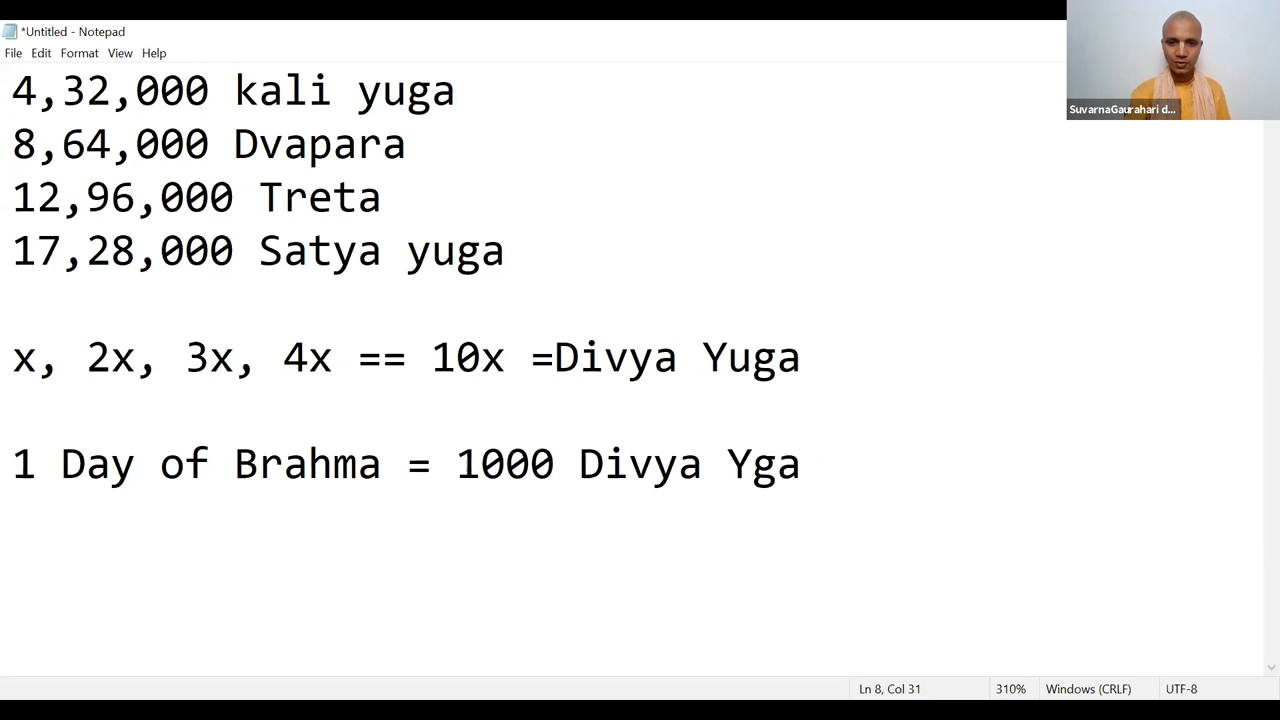 *Untitled - Notepad
File Edit Format View Help
4,32,000 kali yuga
8,64,000 Dvapara
12,96,000 Treta
17,28,000 Satya yuga
x, 2x, 3x, 4x == 10x =Divya Yuga
1 Day of Brahma = 1000 Divya Yga
SuvarnaGaurahari d...
Ln 8, Col 31 310% Windows (CRLF) UTF-8